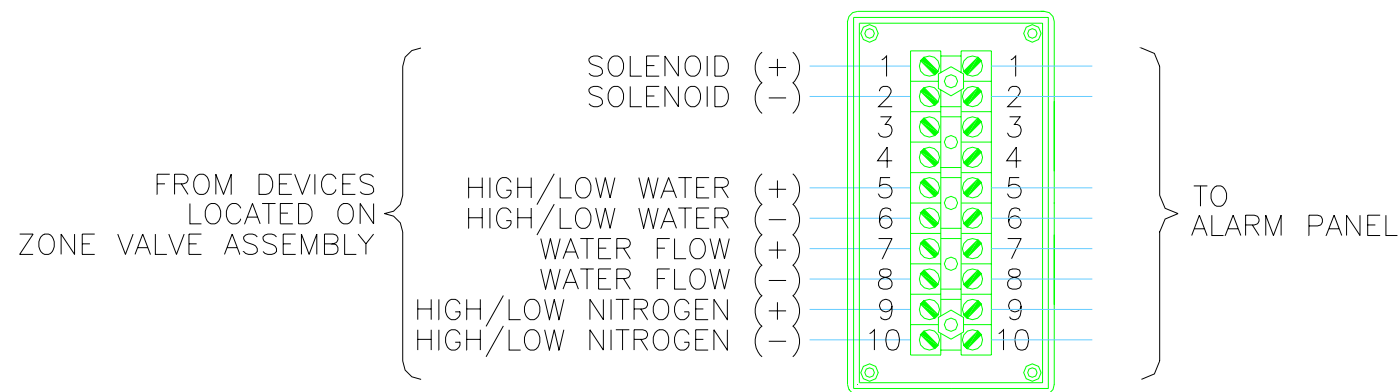 SOLENOID (+) 1 1
SOLENOID (−) 2 2
3 3
4 4
FROM DEVICES
LOCATED ON
ZONE VALVE ASSEMBLY
HIGH/LOW WATER (+) 5 5
HIGH/LOW WATER (−) 6 6
WATER FLOW (+) 7 7
WATER FLOW (−) 8 8
HIGH/LOW NITROGEN (+) 9 9
HIGH/LOW NITROGEN (−) 10 10
TO
ALARM PANEL